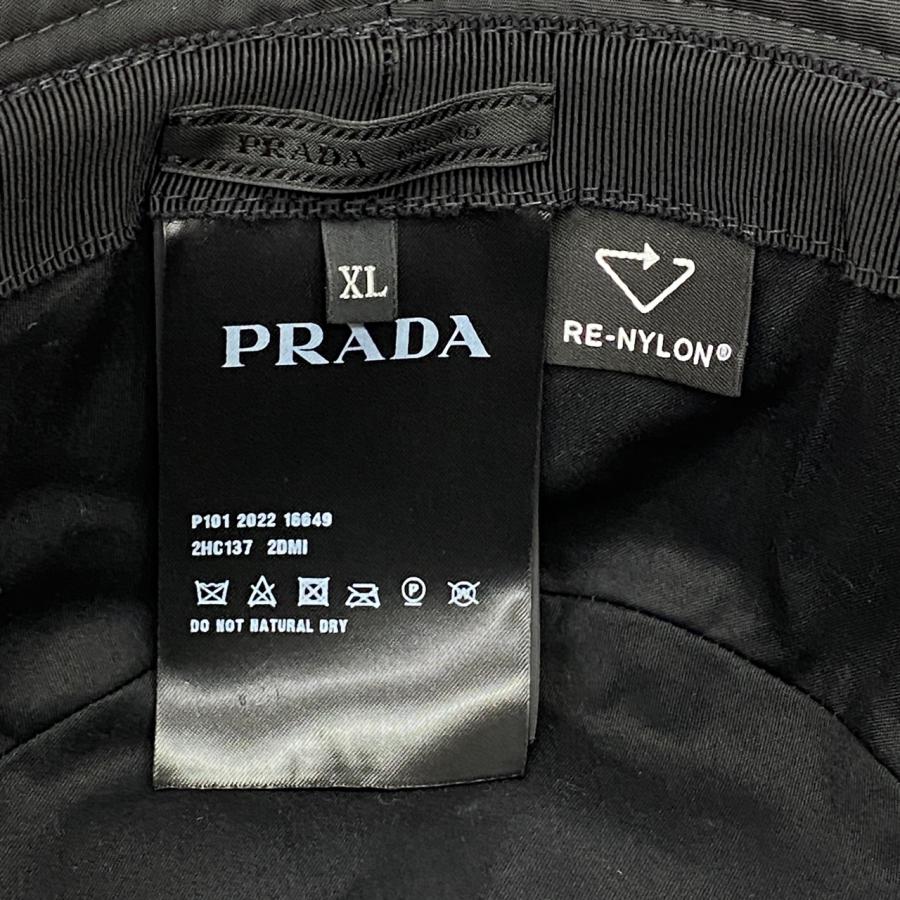 PRADA
XL
PRADA
RE-NYLON®
P101 2022 16649
2HC137 2DMI
P
W
DO NOT NATURAL DRY